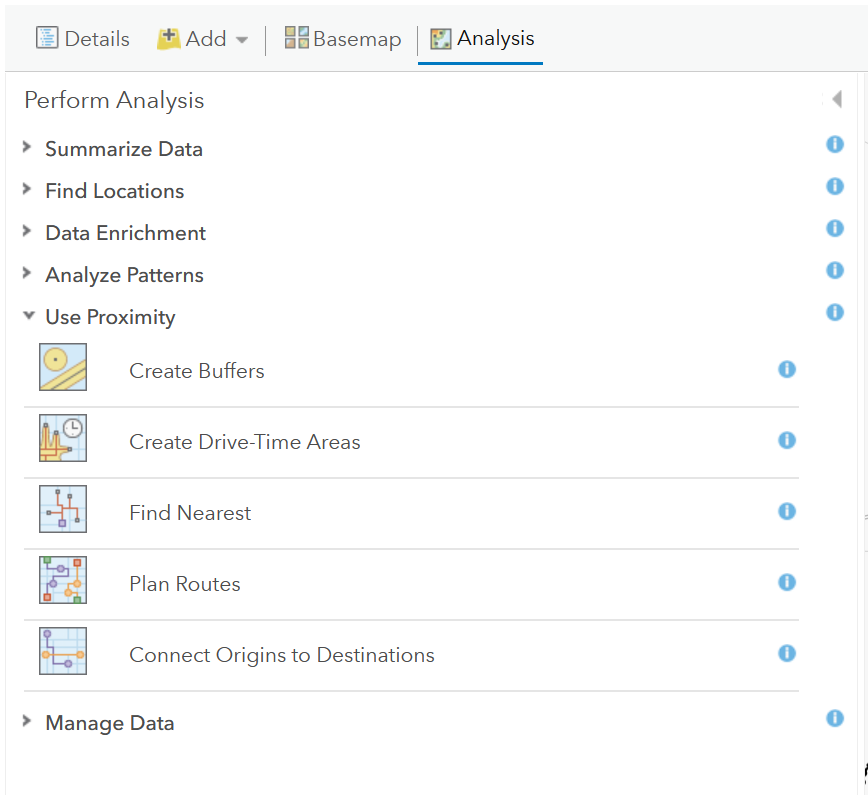 Details Add Basemap Analysis
Perform Analysis
Summarize Data
Find Locations
Data Enrichment
Analyze Patterns
Use Proximity
Create Buffers
Create Drive-Time Areas
Find Nearest
Plan Routes
Connect Origins to Destinations
Manage Data